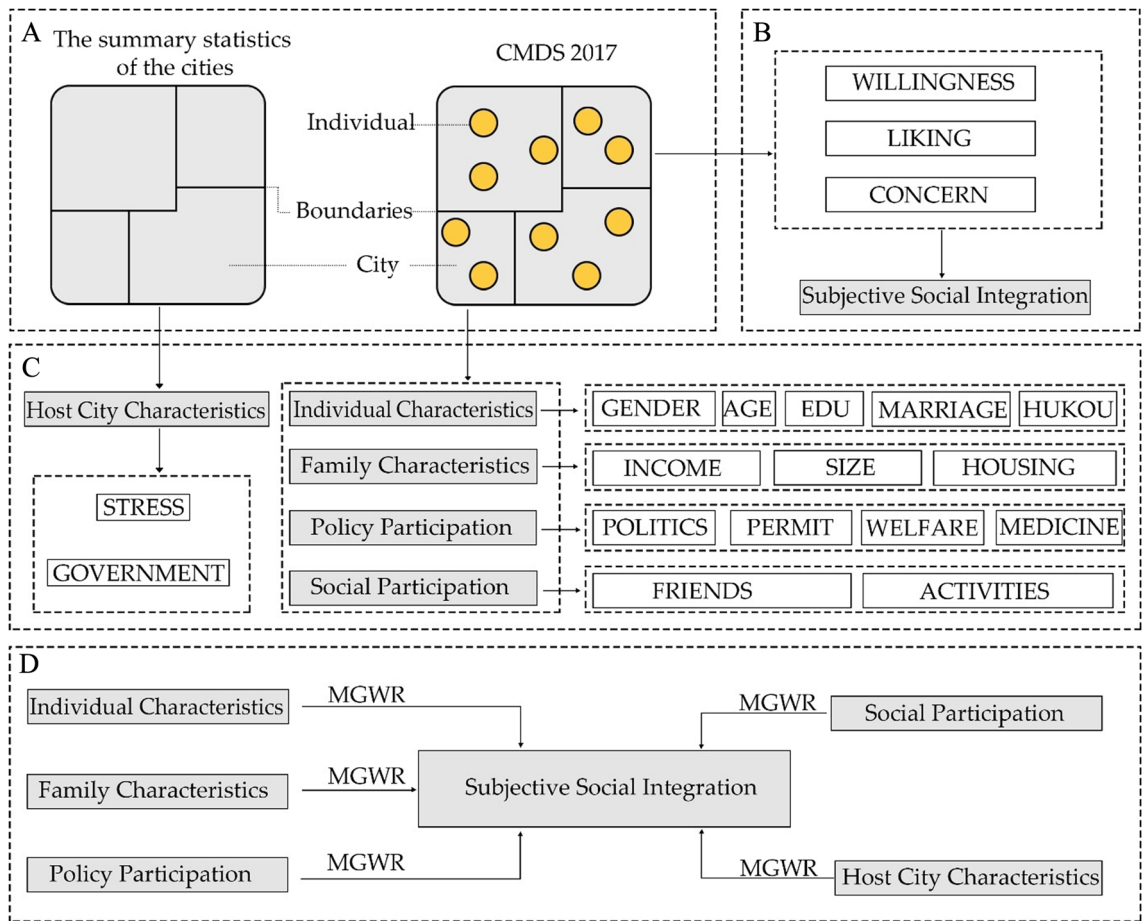 A
The summary statistics
of the cities
CMDS 2017
Individual
Boundaries
City
B
WILLINGNESS
LIKING
CONCERN
Subjective Social Integration
C
Host City Characteristics
STRESS
GOVERNMENT
Individual Characteristics
GENDER AGE EDU MARRIAGE HUKOU
Family Characteristics
INCOME SIZE HOUSING
Policy Participation
POLITICS PERMIT WELFARE MEDICINE
Social Participation
FRIENDS ACTIVITIES
D
Individual Characteristics
MGWR
MGWR
Social Participation
Family Characteristics
MGWR
Subjective Social Integration
Policy Participation
MGWR
MGWR
Host City Characteristics